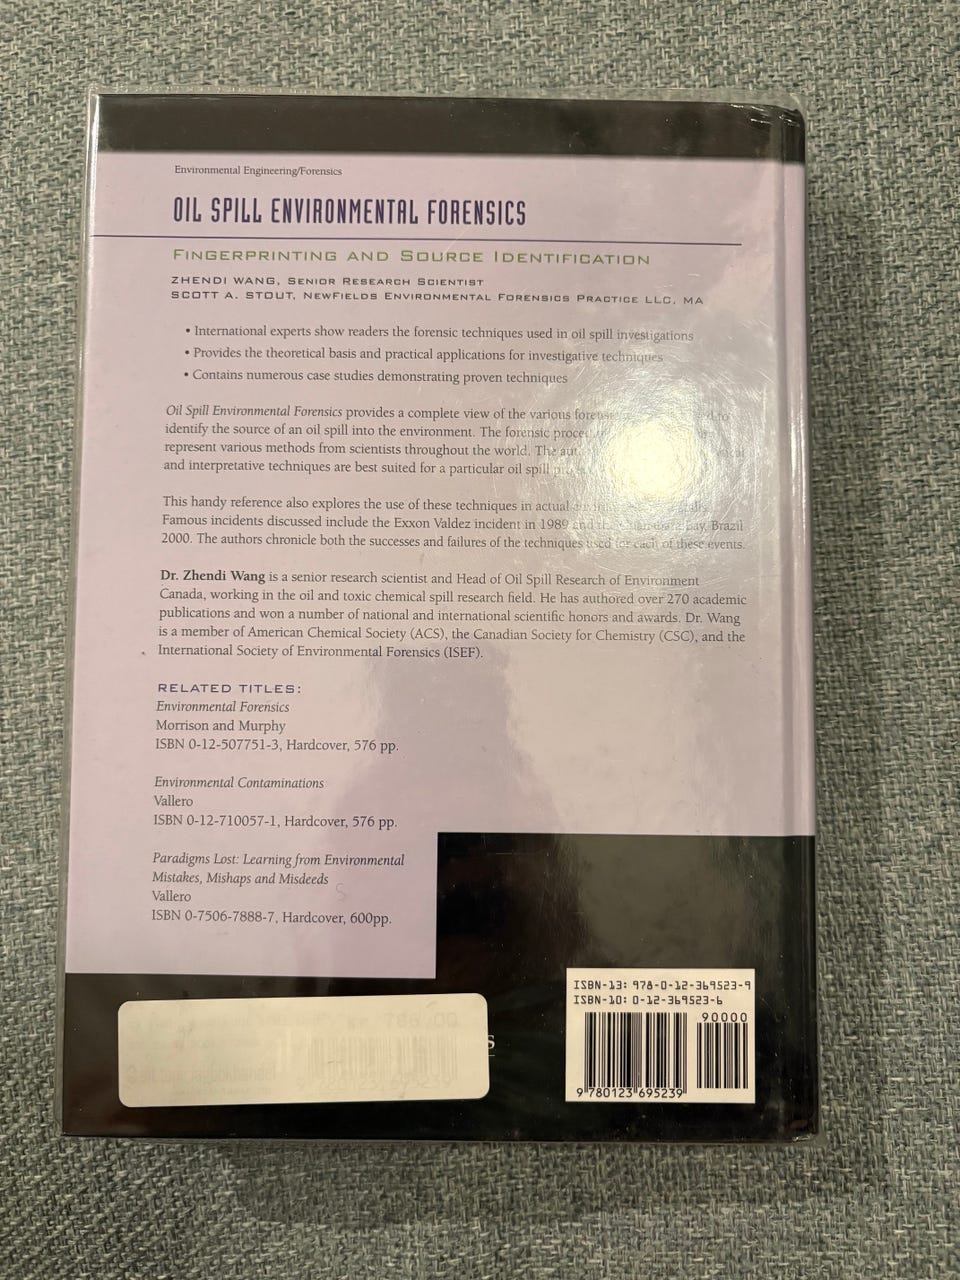 Environmental Engineering/Forensics
OIL SPILL ENVIRONMENTAL FORENSICS
FINGERPRINTING AND SOURCE IDENTIFICATION
ZHENDI WANG, SENIOR RESEARCH SCIENTIST
SCOTT A. STOUT, NEWFIELDS ENVIRONMENTAL FORENSICS PRACTICE LLC, MA
• International experts show readers the forensic techniques used in oil spill investigations
• Provides the theoretical basis and practical applications for investigative techniques
• Contains numerous case studies demonstrating proven techniques
Oil Spill Environmental Forensics provides a complete view of the various to
identify the source of an oil spill into the environment. The forensic
represent various methods from scientists throughout the world. The
and interpretative techniques are best suited for a particular oil spill
This handy reference also explores the use of these techniques in actual
Famous incidents discussed include the Exxon Valdez incident in 1989 and the Bay, Brazil
2000. The authors chronicle both the successes and failures of the techniques used for each of these events.
Dr. Zhendi Wang is a senior research scientist and Head of Oil Spill Research of Environment
Canada, working in the oil and toxic chemical spill research field. He has authored over 270 academic
publications and won a number of national and international scientific honors and awards. Dr. Wang
is a member of American Chemical Society (ACS), the Canadian Society for Chemistry (CSC), and the
International Society of Environmental Forensics (ISEF).
RELATED TITLES:
Environmental Forensics
Morrison and Murphy
ISBN 0-12-507751-3, Hardcover, 576 pp.
Environmental Contaminations
Vallero
ISBN 0-12-710057-1, Hardcover, 576 pp.
Paradigms Lost: Learning from Environmental
Mistakes, Mishaps and Misdeeds
Vallero
ISBN 0-7506-7888-7, Hardcover, 600pp.
ISBN-13: 978-0-12-369523-9
ISBN-10: 0-12-369523-6
90000
9 780123 695239
786.00
9 780123 695239